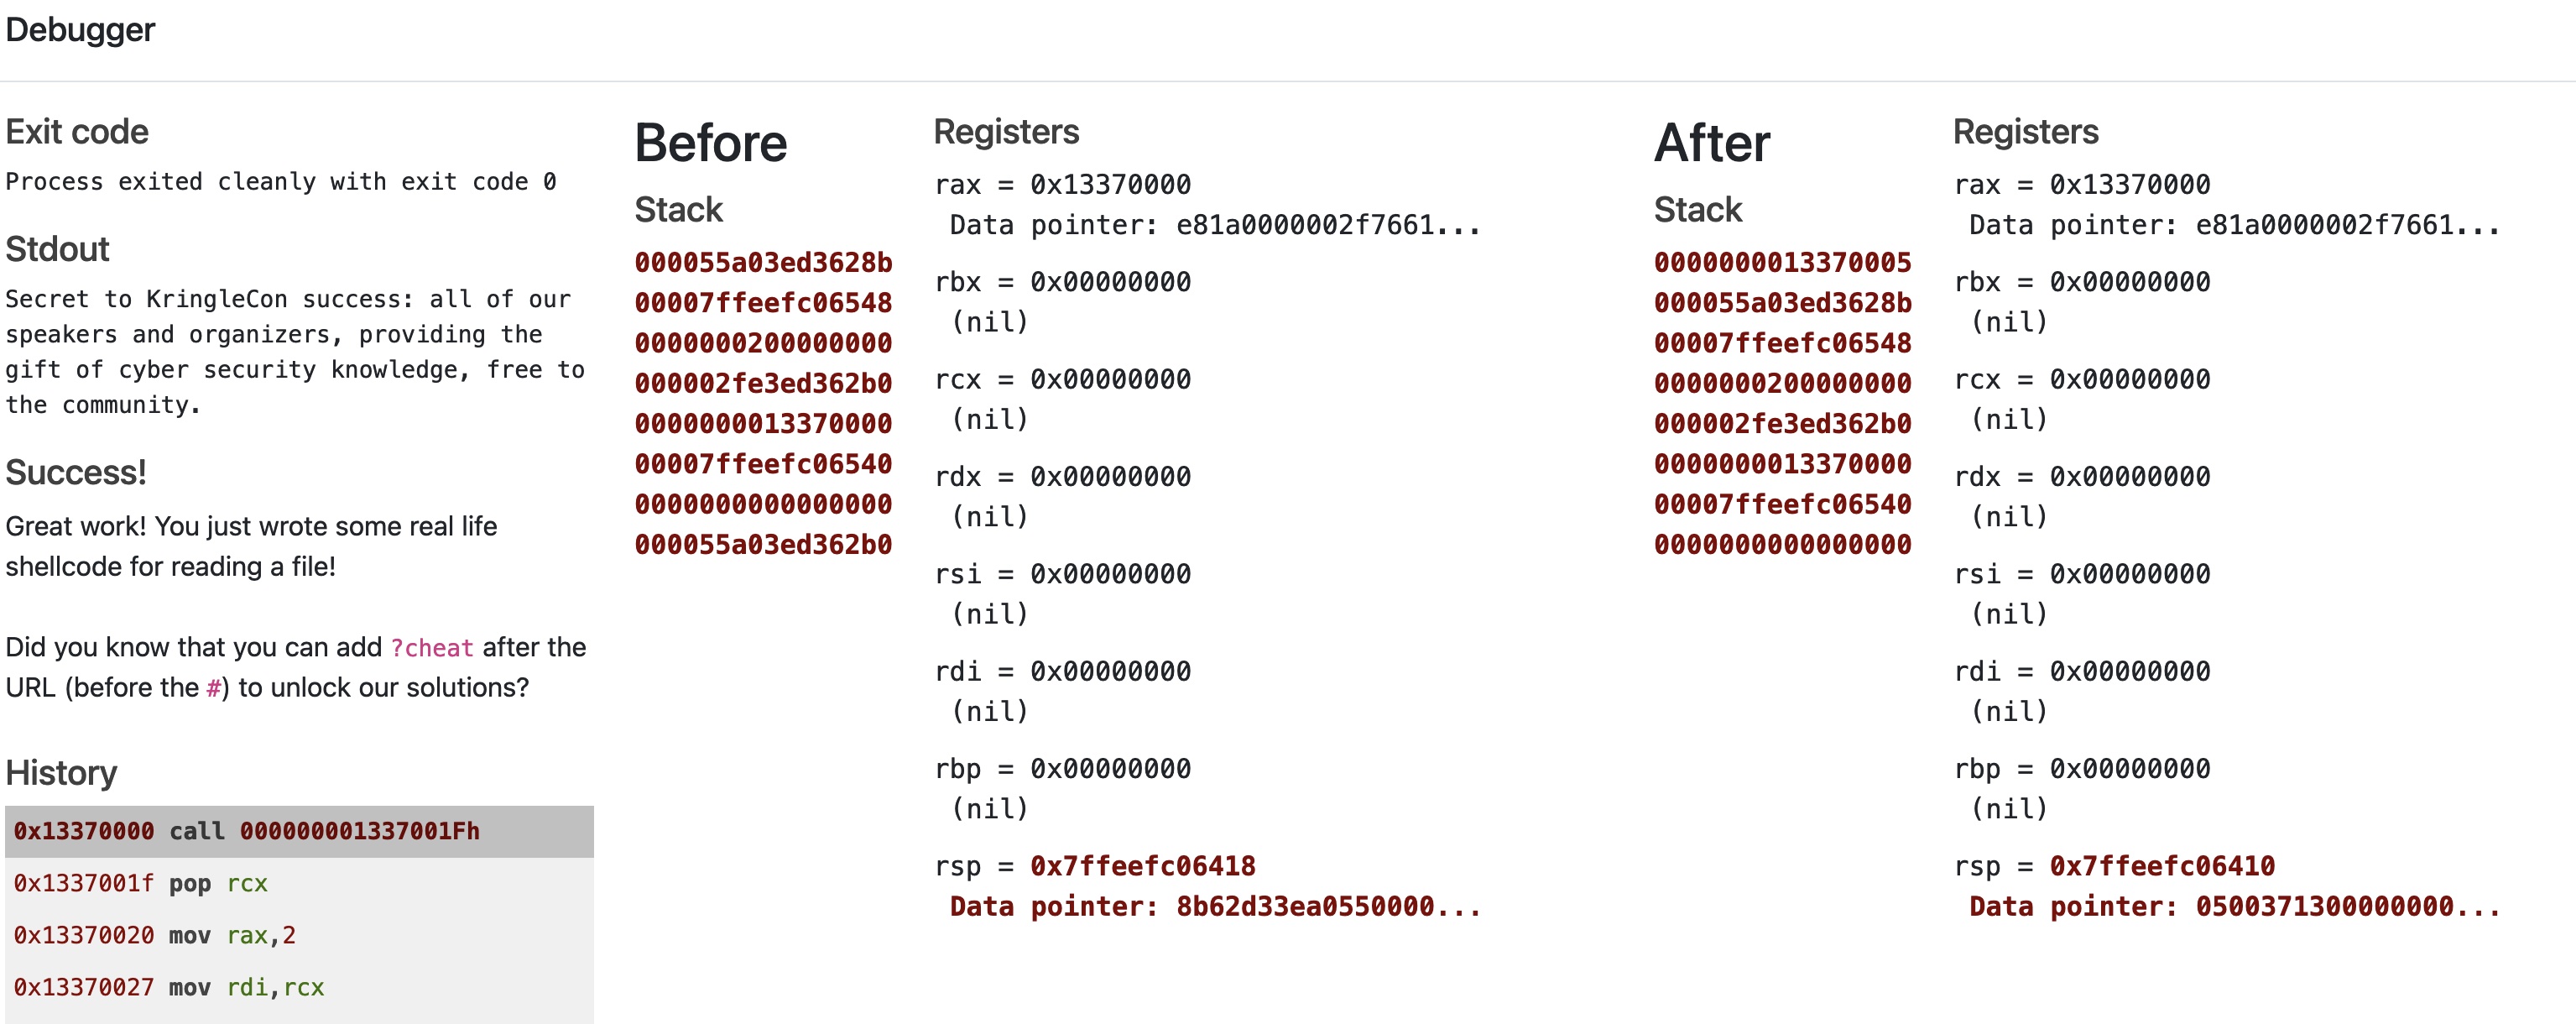 Debugger
Exit code
Process exited cleanly with exit code 0
Stdout
Secret to KringleCon success: all of our
speakers and organizers, providing the
gift of cyber security knowledge, free to
the community.
Success!
Great work! You just wrote some real life
shellcode for reading a file!
Did you know that you can add ?cheat after the
URL (before the #) to unlock our solutions?
History
0x13370000 call 000000001337001Fh
0x1337001f pop rcx
0x13370020 mov rax,2
0x13370027 mov rdi,rcx
Before
Stack
000055a03ed3628b
00007ffeefc06548
0000000200000000
000002fe3ed362b0
0000000013370000
00007ffeefc06540
0000000000000000
000055a03ed362b0
Registers
rax = 0x13370000
Data pointer: e81a0000002f7661...
rbx = 0x00000000
(nil)
rcx = 0x00000000
(nil)
rdx = 0x00000000
(nil)
rsi = 0x00000000
(nil)
rdi = 0x00000000
(nil)
rbp = 0x00000000
(nil)
rsp = 0x7ffeefc06418
Data pointer: 8b62d33ea0550000...
After
Stack
0000000013370005
000055a03ed3628b
00007ffeefc06548
0000000200000000
000002fe3ed362b0
0000000013370000
00007ffeefc06540
0000000000000000
Registers
rax = 0x13370000
Data pointer: e81a0000002f7661...
rbx = 0x00000000
(nil)
rcx = 0x00000000
(nil)
rdx = 0x00000000
(nil)
rsi = 0x00000000
(nil)
rdi = 0x00000000
(nil)
rbp = 0x00000000
(nil)
rsp = 0x7ffeefc06410
Data pointer: 0500371300000000...